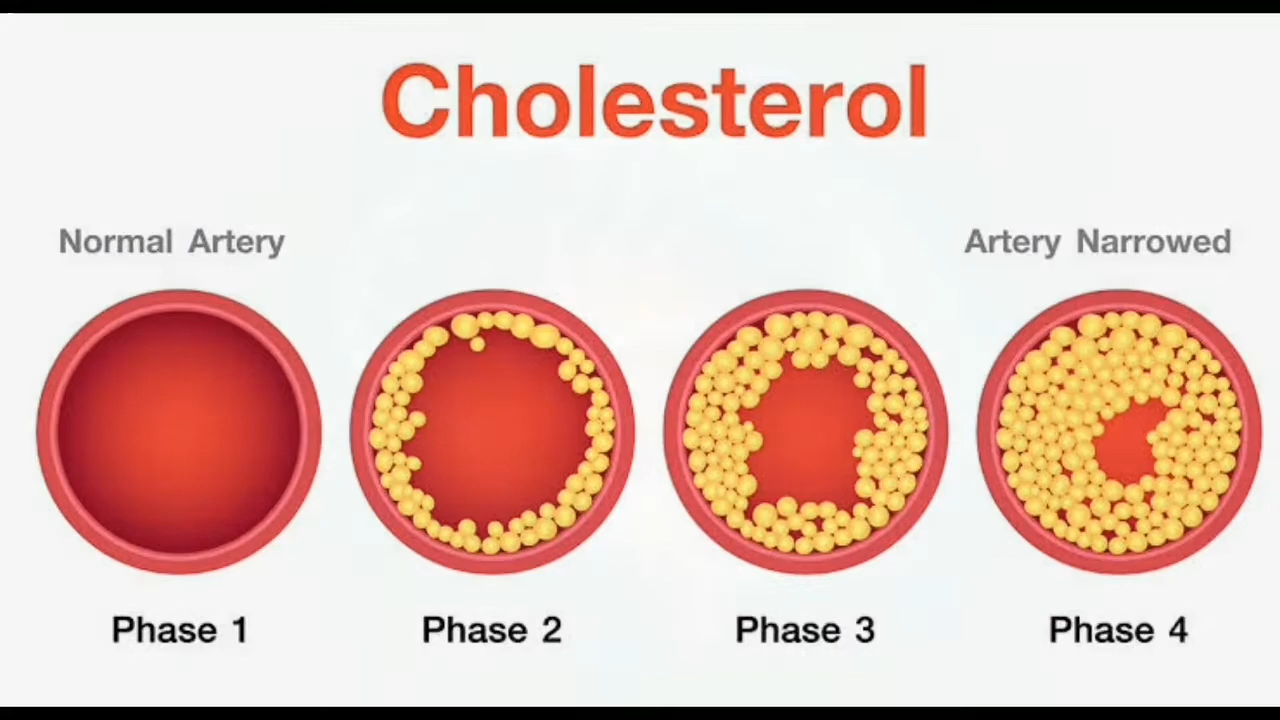 Cholesterol
Normal Artery
Artery Narrowed
Phase 1
Phase 2
Phase 3
Phase 4